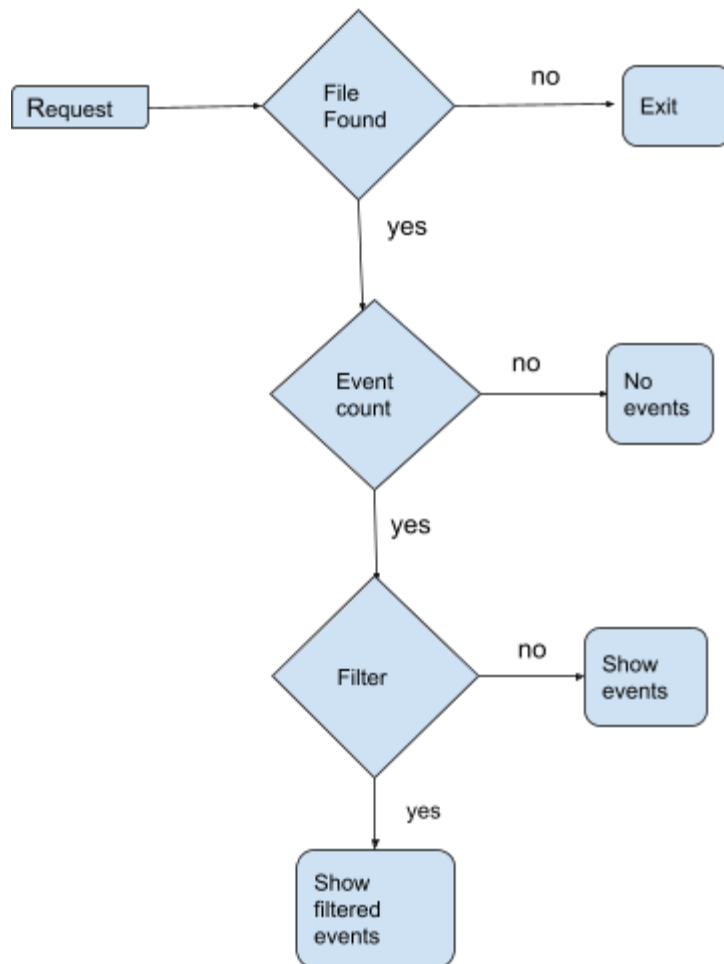 Request
File
Found
no
Exit
yes
Event
count
no
No
events
yes
Filter
no
Show
events
yes
Show
filtered
events